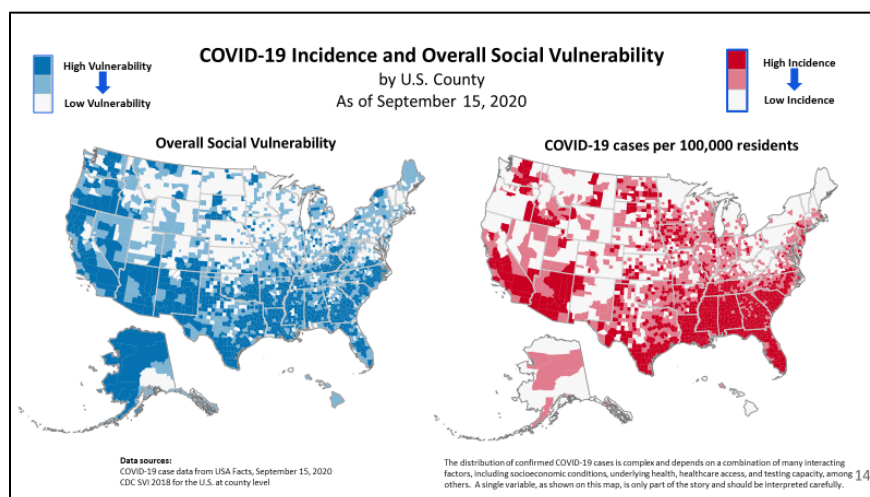 COVID-19 Incidence and Overall Social Vulnerability
by U.S. County
As of September 15, 2020
High Vulnerability
Low Vulnerability
High Incidence
Low Incidence
Overall Social Vulnerability
COVID-19 cases per 100,000 residents
Data sources:
COVID-19 case data from USA Facts, September 15, 2020
CDC SVI 2018 for the U.S. at county level
The distribution of confirmed COVID-19 cases is complex and depends on a combination of many interacting
factors, including socioeconomic conditions, underlying health, healthcare access, and testing capacity, among
others. A single variable, as shown on this map, is only part of the story and should be interpreted carefully.
14